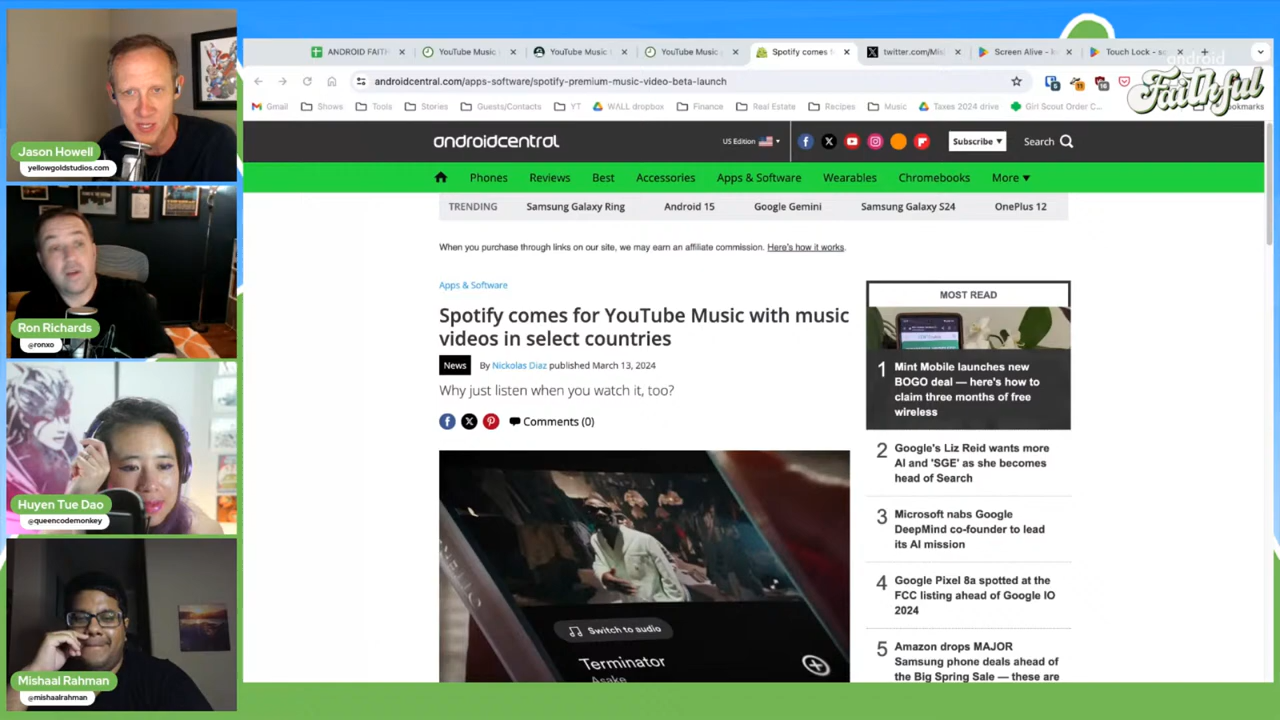 Jason Howell
yellowgoldstudios.com
Ron Richards
@ronxo
Huyen Tue Dao
@queencodemonkey
Mishaal Rahman
@mishaalrahman
ANDROID FAITH
YouTube Music
YouTube Music
YouTube Music
Spotify comes
twitter.com/Mis
Screen Alive - k
Touch Lock - sc
androidcentral.com/apps-software/spotify-premium-music-video-beta-launch
android
Faithful
Gmail
Shows
Tools
Stories
Guests/Contacts
YT
WALL dropbox
Finance
Real Estate
Recipes
Music
Taxes 2024 drive
Girl Scout Order C...
okmarks
androidcentral
US Edition
Subscribe
Search
Phones
Reviews
Best
Accessories
Apps & Software
Wearables
Chromebooks
More
TRENDING
Samsung Galaxy Ring
Android 15
Google Gemini
Samsung Galaxy S24
OnePlus 12
When you purchase through links on our site, we may earn an affiliate commission. Here's how it works.
Apps & Software
Spotify comes for YouTube Music with music
videos in select countries
News By Nickolas Diaz published March 13, 2024
Why just listen when you watch it, too?
Comments (0)
Switch to audio
Terminator
Asake
MOST READ
1 Mint Mobile launches new
BOGO deal — here's how to
claim three months of free
wireless
2 Google's Liz Reid wants more
AI and 'SGE' as she becomes
head of Search
3 Microsoft nabs Google
DeepMind co-founder to lead
its AI mission
4 Google Pixel 8a spotted at the
FCC listing ahead of Google IO
2024
5 Amazon drops MAJOR
Samsung phone deals ahead of
the Big Spring Sale — these are